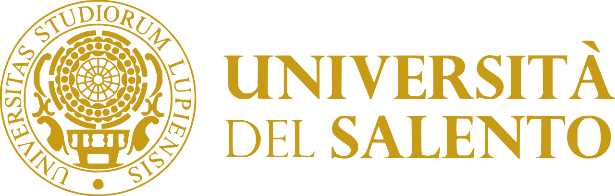 UNIVERSITAS STUDIORUM LUPIENSIS
UNIVERSITÀ
DEL SALENTO